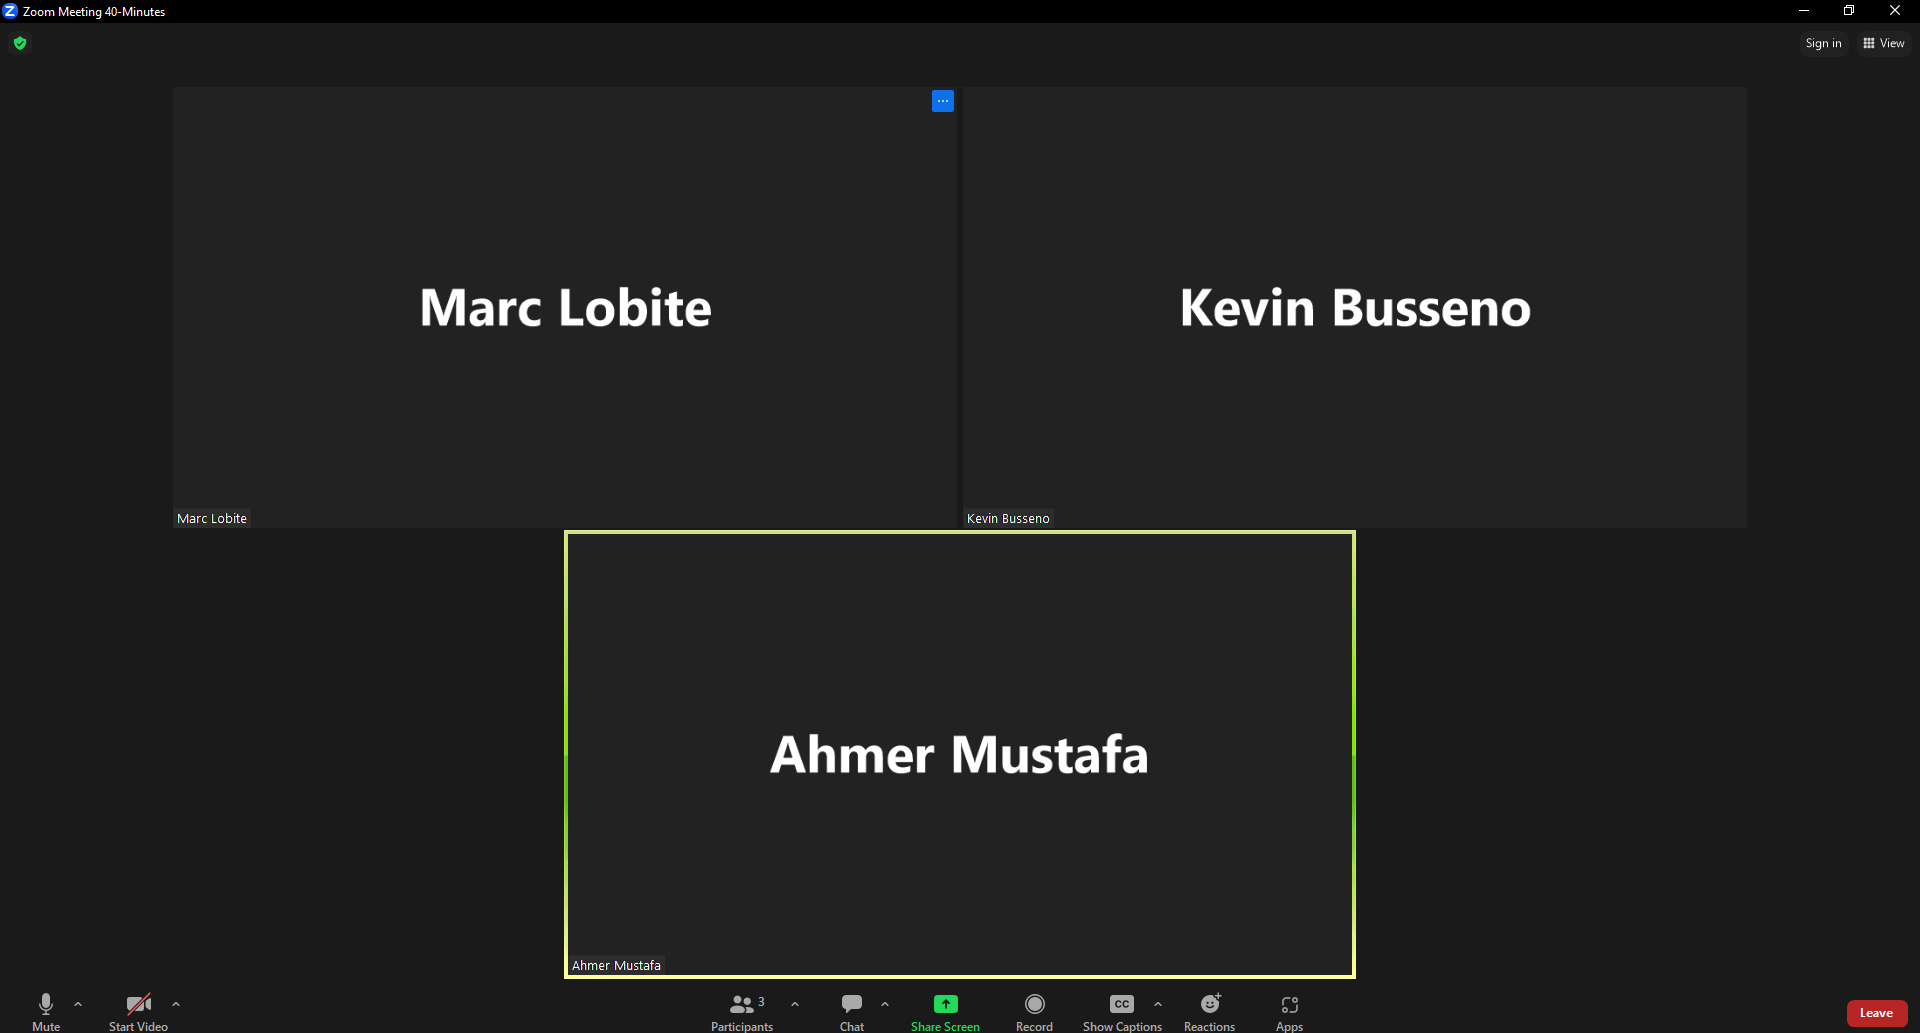 Zoom Meeting 40-Minutes
Sign in
View
Marc Lobite
Kevin Busseno
Marc Lobite
Kevin Busseno
Ahmer Mustafa
Ahmer Mustafa
3
CC
Mute
Start Video
Participants
Chat
Share Screen
Record
Show Captions
Reactions
Apps
Leave